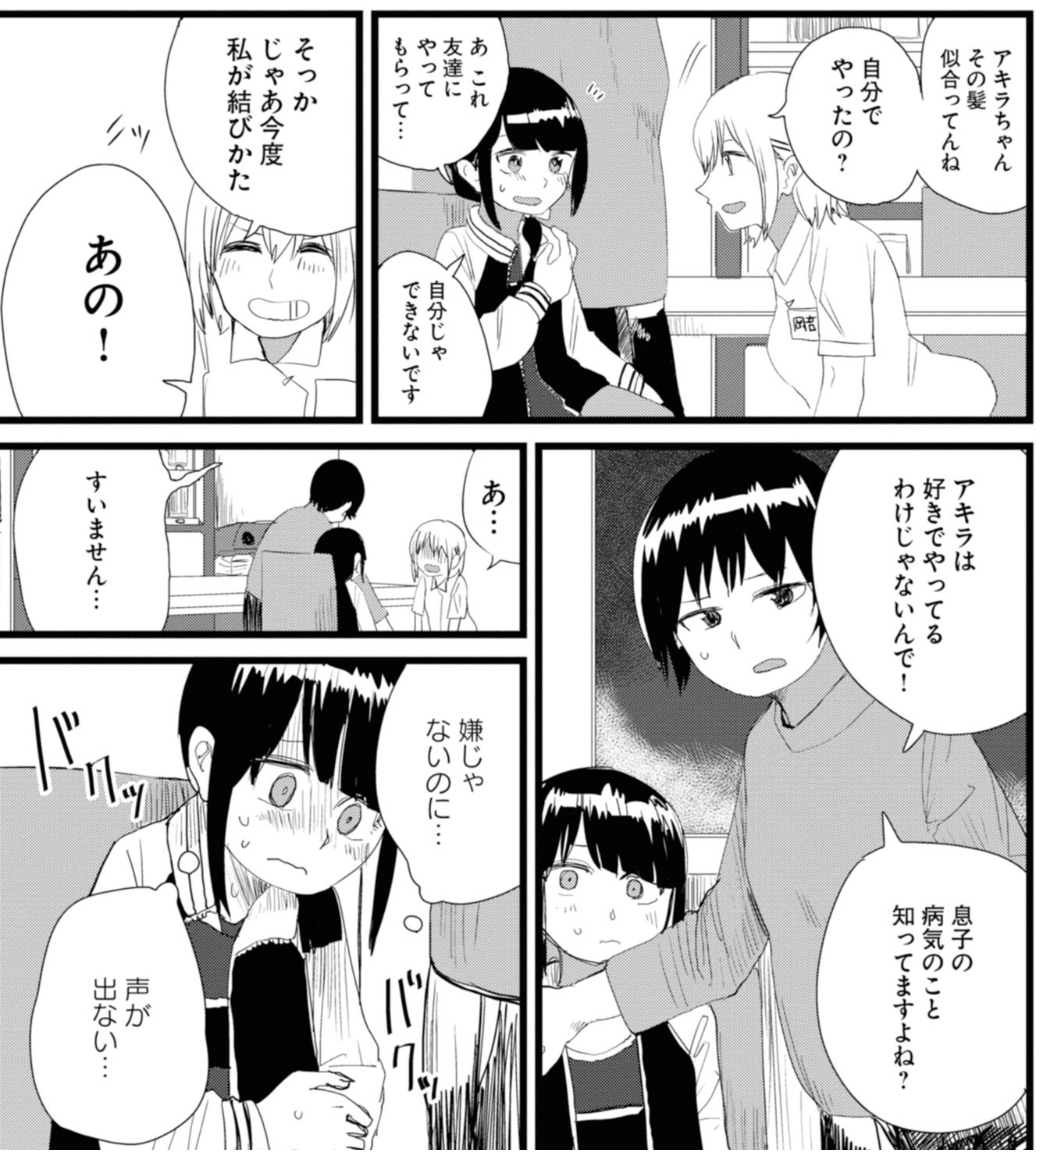 アキラちゃん
その髪
似合ってんね
自分で
やったの?
あ これ
友達に
やって
もらって…
自分じゃ
できないです
岡音
そっか
じゃあ今度
私が結びかた
あの!
アキラは
好きでやってる
わけじゃないんで!
息子の
病気のこと
知ってますよね?
あ…
すいません…
嫌じゃ
ないのに…
バクッ
バクッ
声が
出ない…